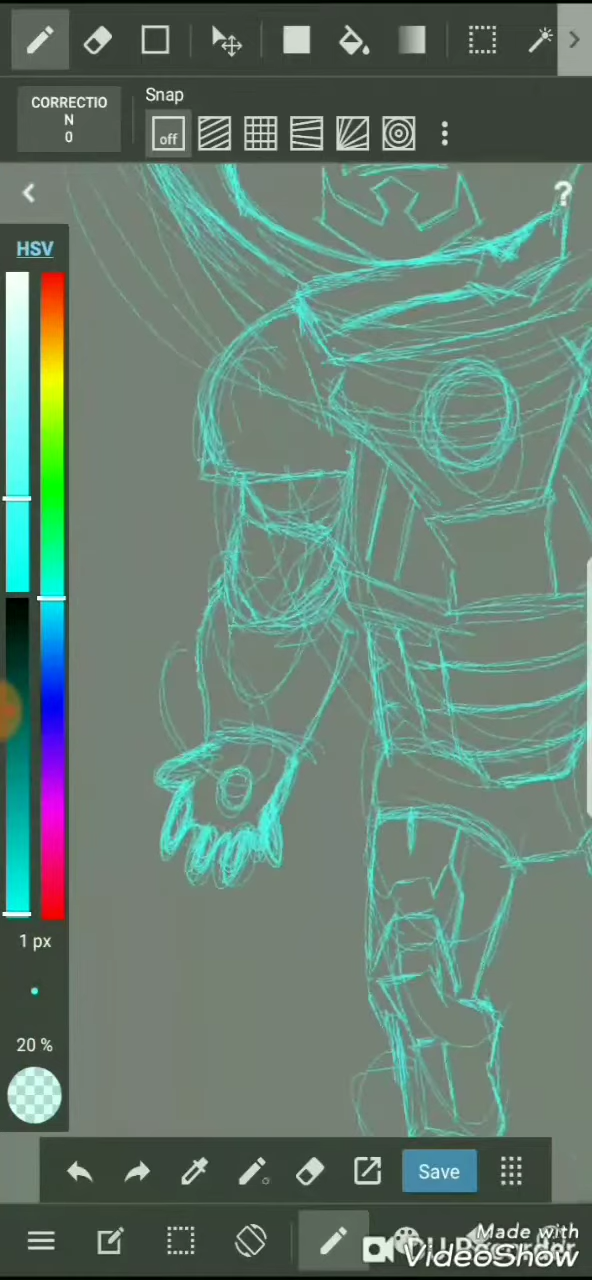 CORRECTIO
N
0
Snap
off
?
HSV
1 px
20 %
Save
Made with
VideoShow